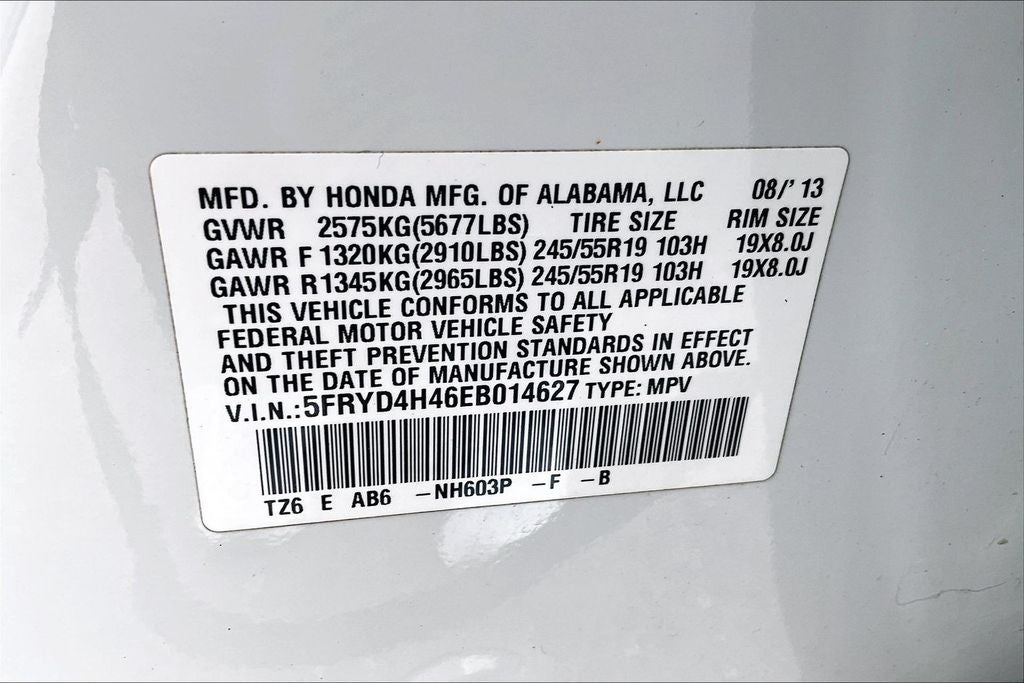 MFD. BY HONDA MFG. OF ALABAMA, LLC 08/'13
GVWR 2575KG(5677LBS) TIRE SIZE RIM SIZE
GAWR F 1320KG(2910LBS) 245/55R19 103H 19X8.0J
GAWR R 1345KG(2965LBS) 245/55R19 103H 19X8.0J
THIS VEHICLE CONFORMS TO ALL APPLICABLE
FEDERAL MOTOR VEHICLE SAFETY
AND THEFT PREVENTION STANDARDS IN EFFECT
ON THE DATE OF MANUFACTURE SHOWN ABOVE.
V.I.N.:5FRYD4H46EB014627 TYPE: MPV
TZ6 E AB6 -NH603P -F -B